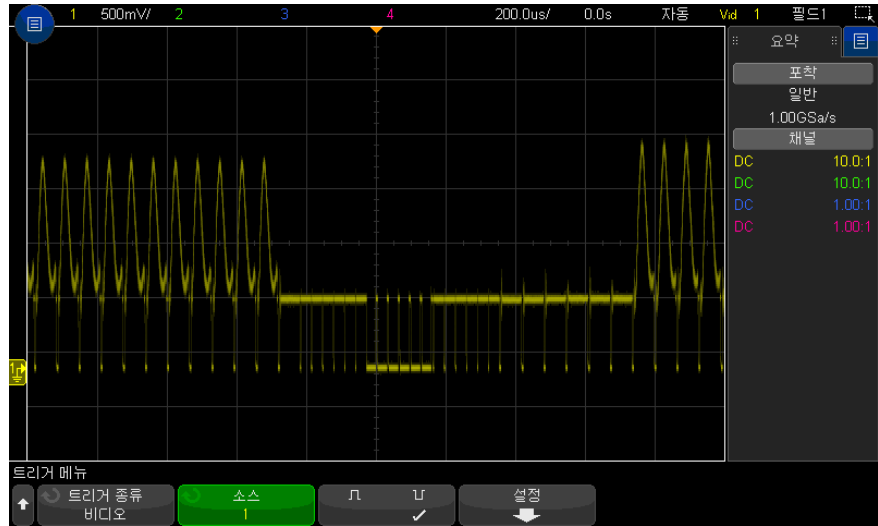 1 500mV/ 2 3 4 200.0us/ 0.0s 자동 Vid 1 필드1
요약
포착
일반
1.00GSa/s
채널
DC 10.0:1
DC 10.0:1
DC 1.00:1
DC 1.00:1
1
트리거 메뉴
트리거 종류 소스 설정
비디오 1